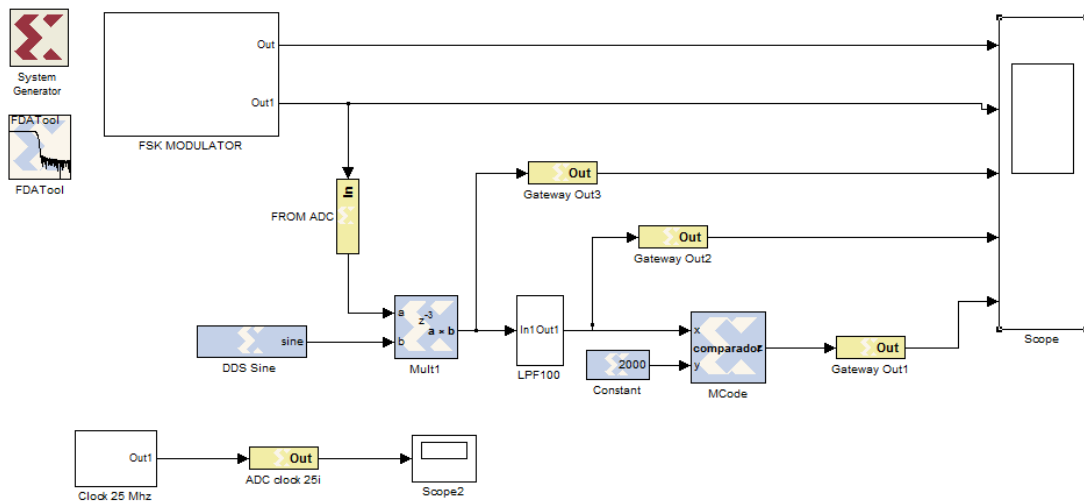 System
Generator
FDATool
FDATool
Out
Out1
FSK MODULATOR
In
FROM ADC
Out
Gateway Out3
Out
Gateway Out2
sine
DDS Sine
a
b
z-3
a × b
Mult1
In1Out1
LPF100
2000
Constant
x
y
comparador
z
MCode
Out
Gateway Out1
Scope
Out1
Clock 25 Mhz
Out
ADC clock 25i
Scope2